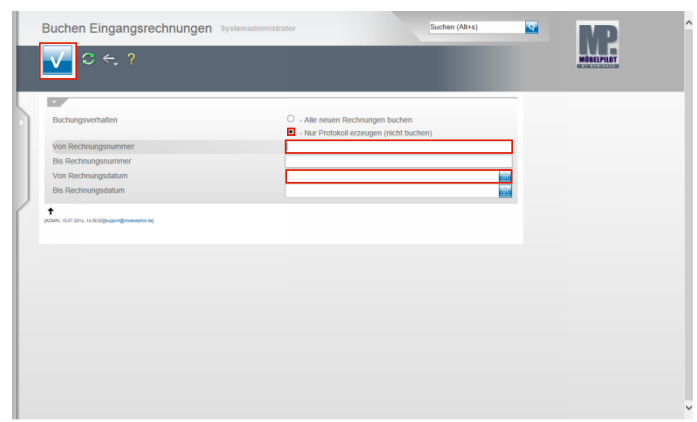 Buchen Eingangsrechnungen Systemadministrator
Suchen (Alt+s)
MP.
MÖBELPILOT
?
Buchungsverhalten
- Alle neuen Rechnungen buchen
- Nur Protokoll erzeugen (nicht buchen)
Von Rechnungsnummer
Bis Rechnungsnummer
Von Rechnungsdatum
Bis Rechnungsdatum